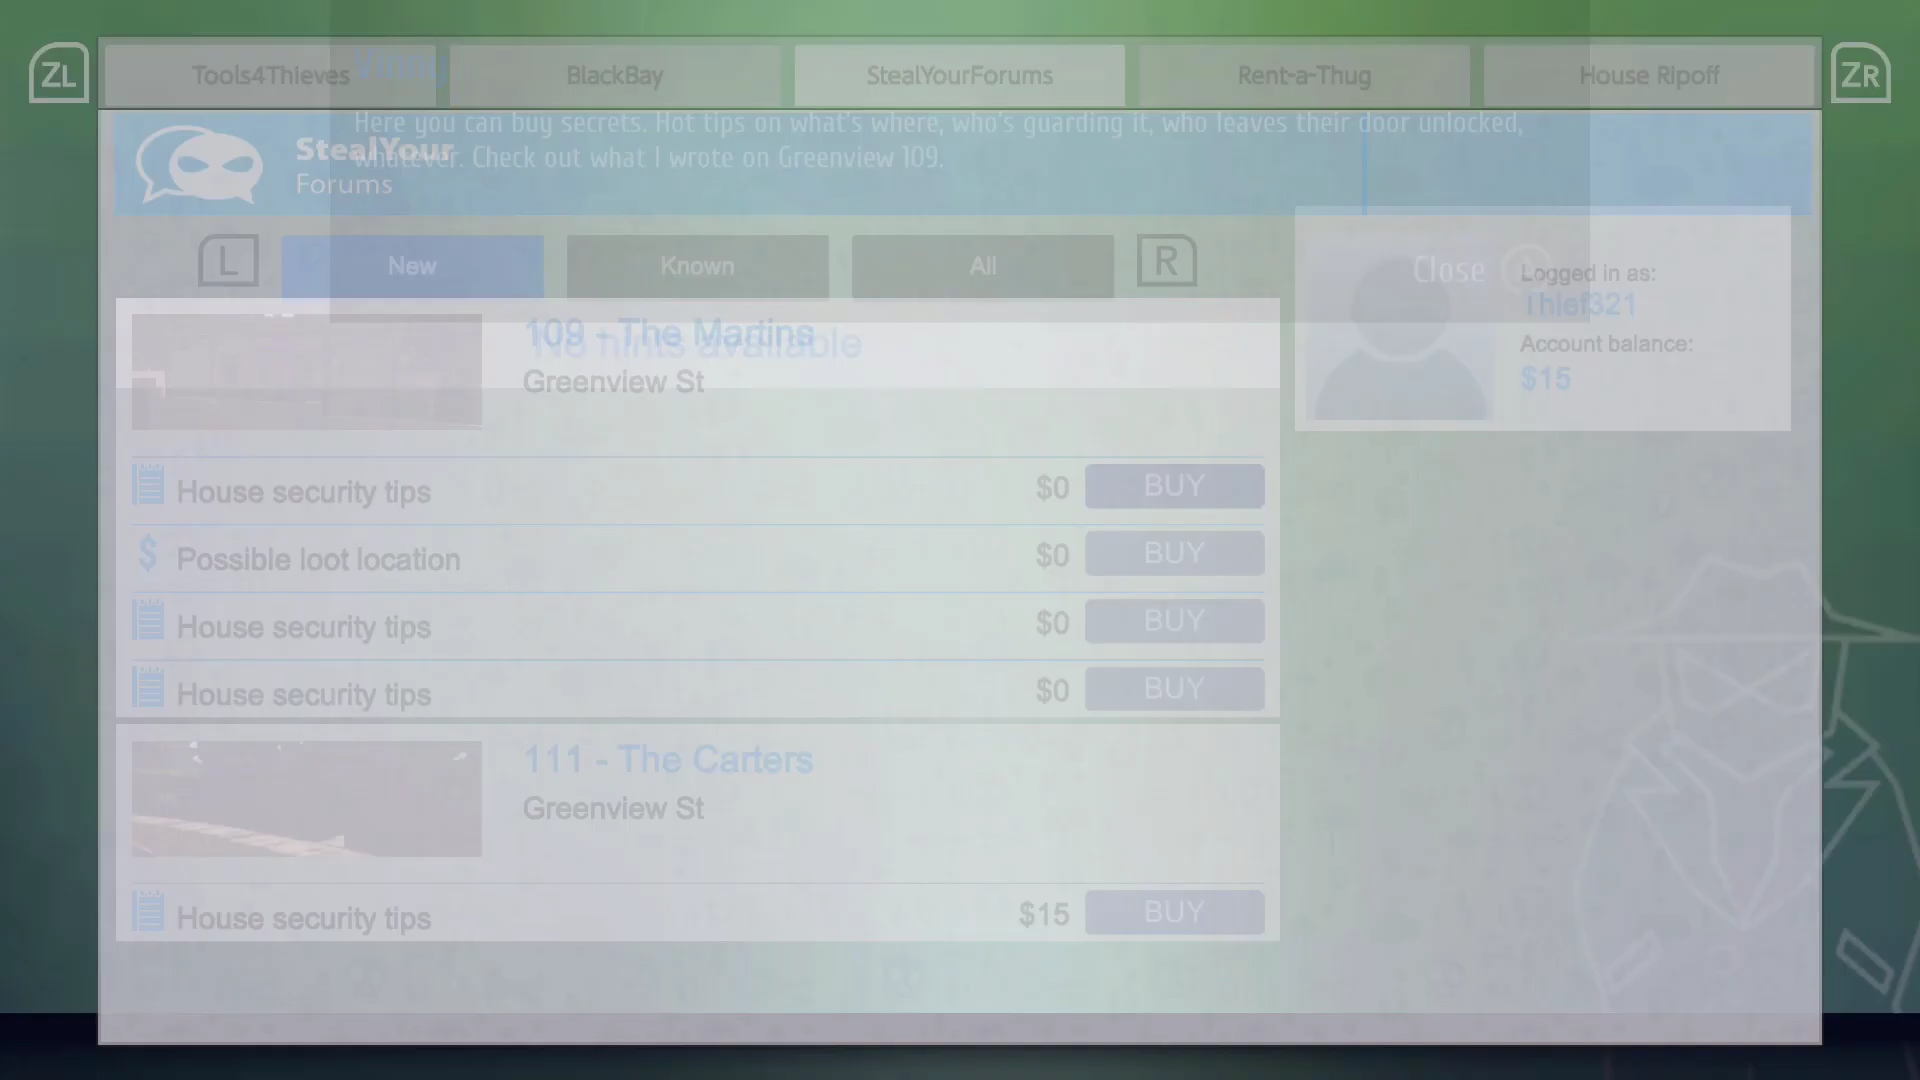 ZL
Tools4Thieves
Vinny
BlackBay
StealYourForums
Rent-a-Thug
House Ripoff
ZR
Here you can buy secrets. Hot tips on what's where, who's guarding it, who leaves their door unlocked,
whatever. Check out what I wrote on Greenview 109.
StealYour
Forums
L
New
Known
All
R
Close
Logged in as:
Thief321
Account balance:
$15
109 - The Martins
No hints available
Greenview St
House security tips $0 BUY
Possible loot location $0 BUY
House security tips $0 BUY
House security tips $0 BUY
111 - The Carters
Greenview St
House security tips $15 BUY